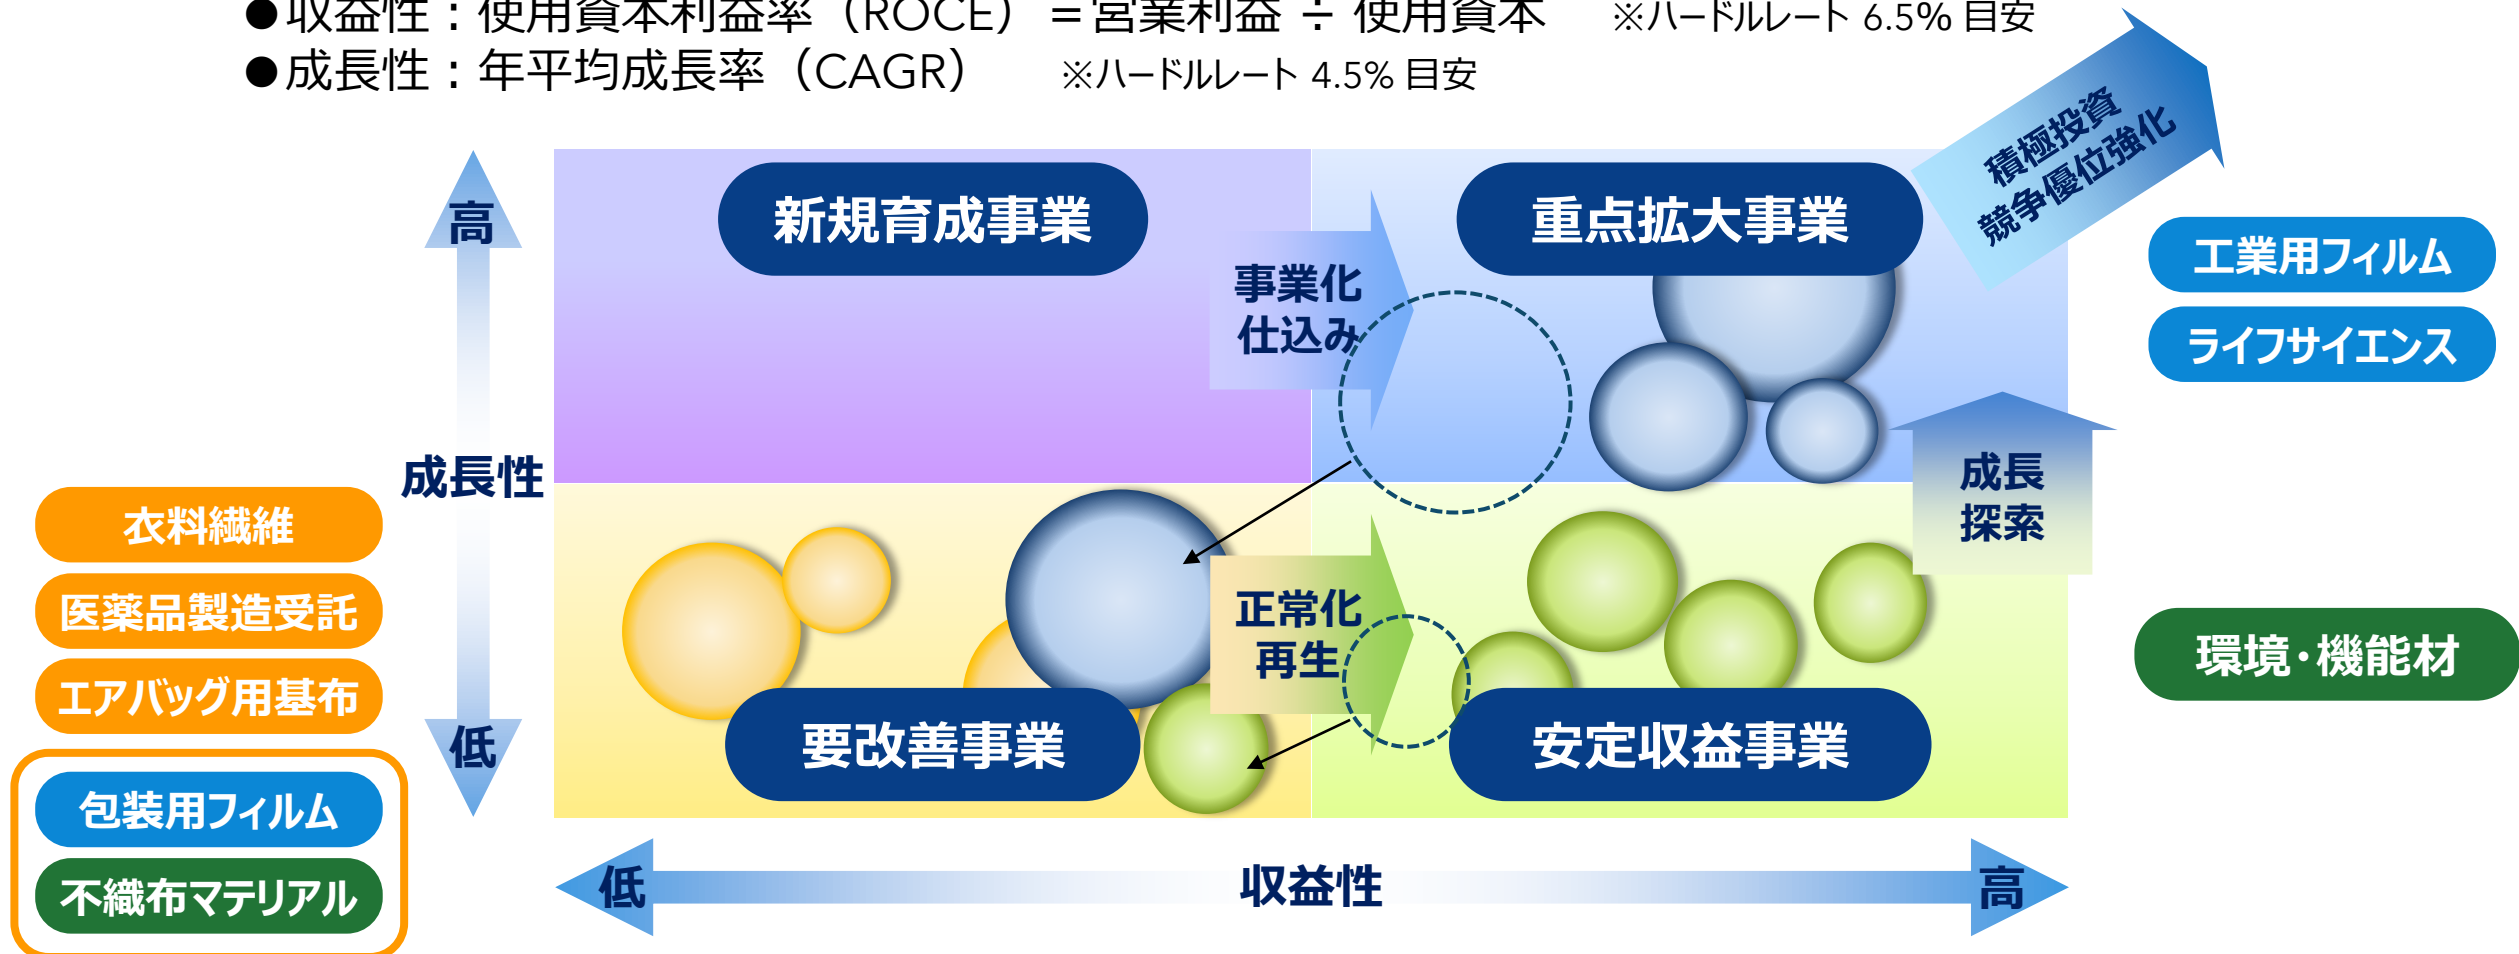 ●収益性：使用資本利益率（ROCE）＝営業利益 ÷ 使用資本　※ハードルレート 6.5% 目安
●成長性：年平均成長率（CAGR）　※ハードルレート 4.5% 目安
積極投資
競争優位強化
高
新規育成事業
重点拡大事業
工業用フィルム
事業化
仕込み
ライフサイエンス
成長性
成長
探索
衣料繊維
医薬品製造受託
正常化
再生
環境・機能材
エアバッグ用基布
低
要改善事業
安定収益事業
包装用フィルム
不織布マテリアル
低
収益性
高